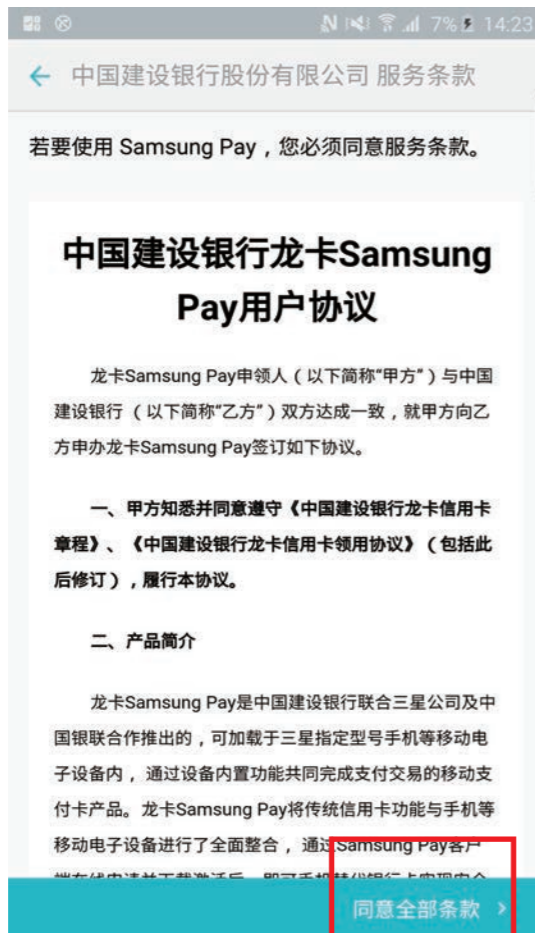 7% 14:23
中国建设银行股份有限公司 服务条款
若要使用 Samsung Pay，您必须同意服务条款。
中国建设银行龙卡Samsung
Pay用户协议
龙卡Samsung Pay申领人（以下简称“甲方”）与中国
建设银行 （以下简称“乙方”）双方达成一致，就甲方向乙
方申办龙卡Samsung Pay签订如下协议。
一、甲方知悉并同意遵守《中国建设银行龙卡信用卡
章程》、《中国建设银行龙卡信用卡领用协议》（包括此
后修订），履行本协议。
二、产品简介
龙卡Samsung Pay是中国建设银行联合三星公司及中
国银联合作推出的，可加载于三星指定型号手机等移动电
子设备内， 通过设备内置功能共同完成支付交易的移动支
付卡产品。龙卡Samsung Pay将传统信用卡功能与手机等
移动电子设备进行了全面整合， 通过Samsung Pay客户
同意全部条款 ›